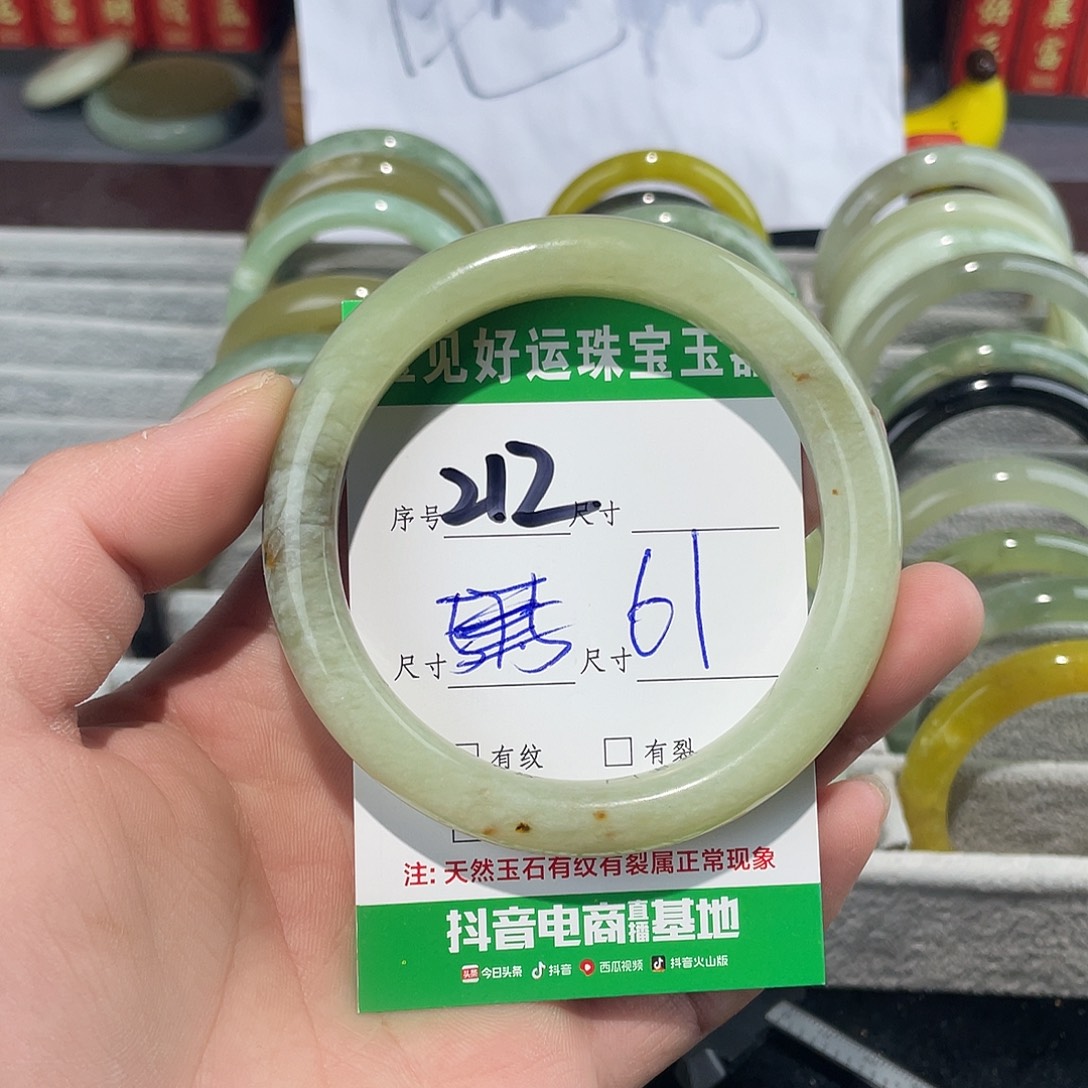 见好运珠宝玉
序号 212 尺寸
尺寸 尺寸 61
有纹 有裂
注: 天然玉石有纹有裂属正常现象
抖音电商直播基地
头条 今日头条 抖音 西瓜视频 抖音火山版